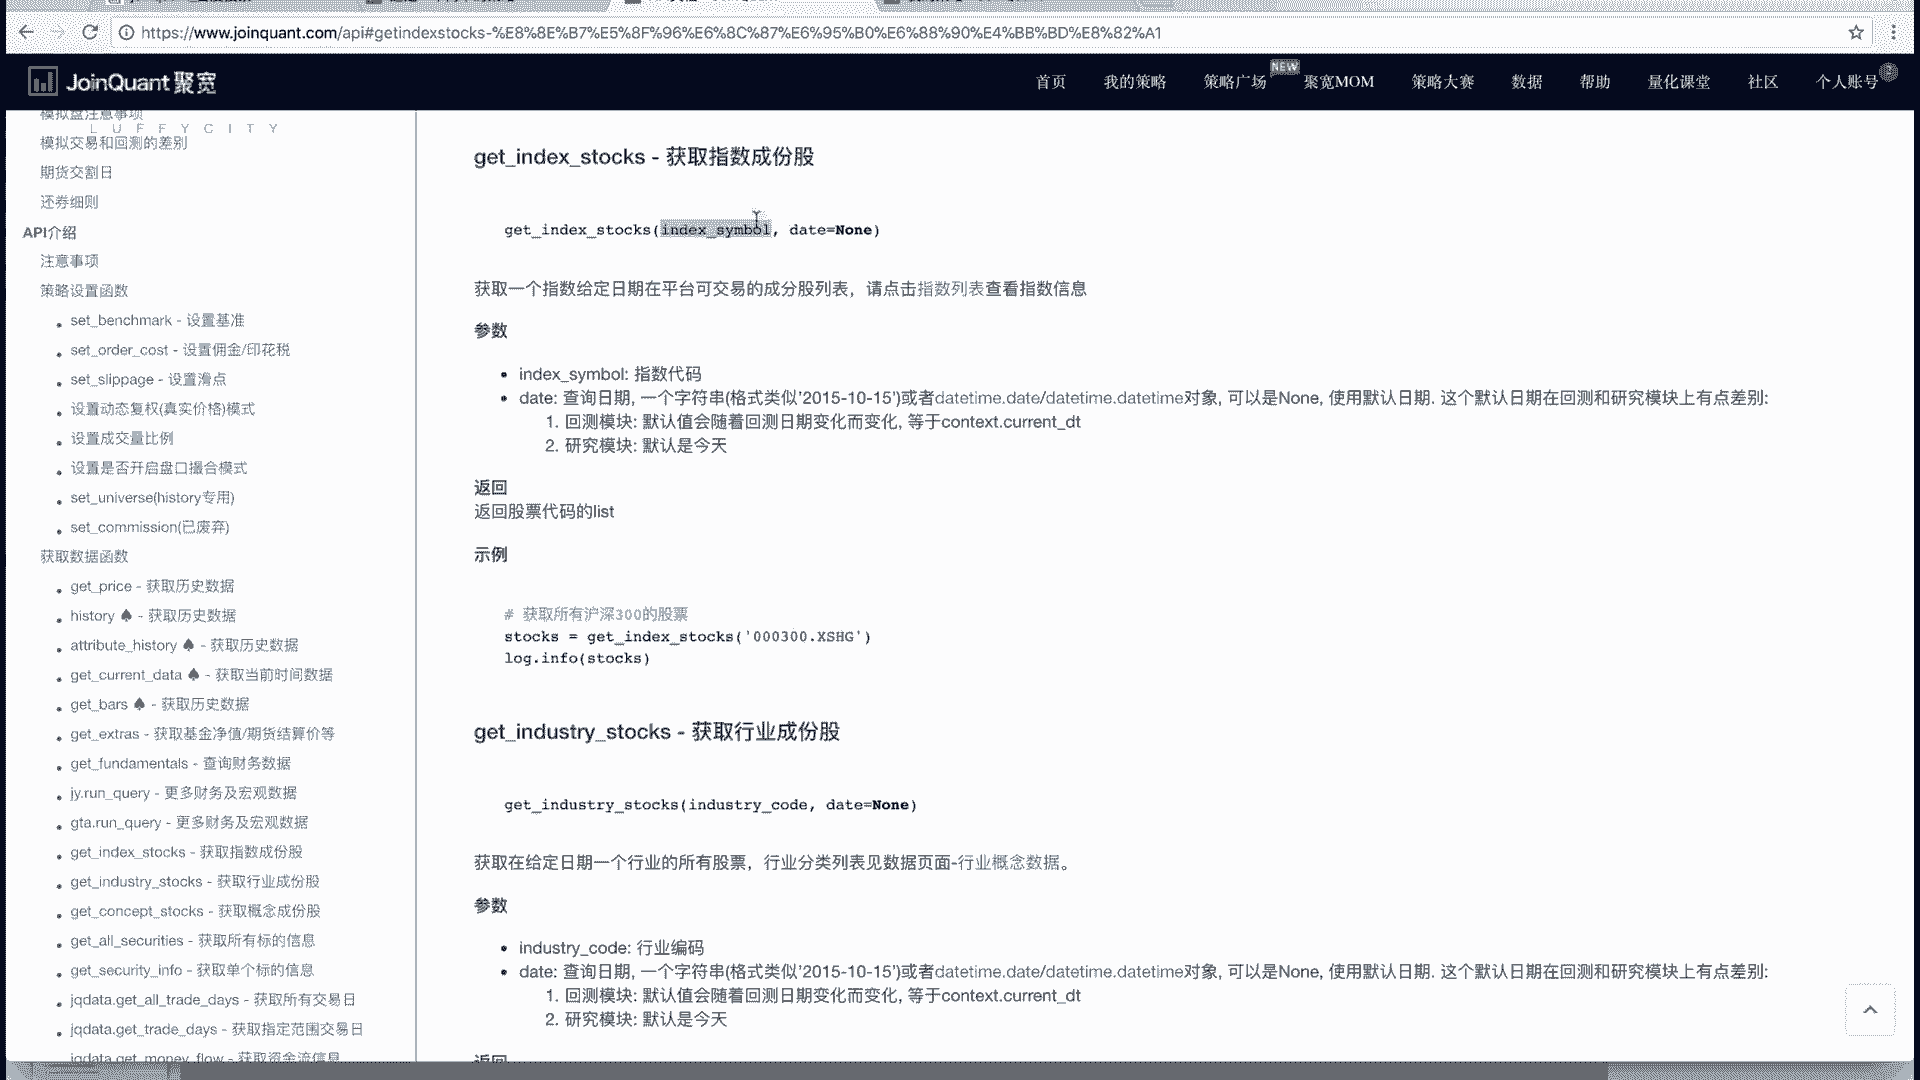 https://www.joinquant.com/api#getindexstocks-%E8%8E%B7%E5%8F%96%E6%8C%87%E6%95%B0%E6%88%90%E4%BB%BD%E8%82%A1
JoinQuant 聚宽
首页
我的策略
策略广场
NEW
聚宽MOM
策略大赛
数据
帮助
量化课堂
社区
个人账号
模拟盘注意事项
LUFFYCITY
模拟交易和回测的差别
期货交割日
还券细则
API介绍
注意事项
策略设置函数
set_benchmark - 设置基准
set_order_cost - 设置佣金/印花税
set_slippage - 设置滑点
设置动态复权(真实价格)模式
设置成交量比例
设置是否开启盘口撮合模式
set_universe(history专用)
set_commission(已废弃)
获取数据函数
get_price - 获取历史数据
history ♠ - 获取历史数据
attribute_history ♠ - 获取历史数据
get_current_data ♠ - 获取当前时间数据
get_bars ♠ - 获取历史数据
get_extras - 获取基金净值/期货结算价等
get_fundamentals - 查询财务数据
jy.run_query - 更多财务及宏观数据
gta.run_query - 更多财务及宏观数据
get_index_stocks - 获取指数成份股
get_industry_stocks - 获取行业成份股
get_concept_stocks - 获取概念成份股
get_all_securities - 获取所有标的信息
get_security_info - 获取单个标的信息
jqdata.get_all_trade_days - 获取所有交易日
jqdata.get_trade_days - 获取指定范围交易日
jqdata.get_money_flow - 获取资金流信息
get_index_stocks - 获取指数成份股
get_index_stocks(index_symbol, date=None)
获取一个指数给定日期在平台可交易的成分股列表，请点击指数列表查看指数信息
参数
• index_symbol: 指数代码
• date: 查询日期, 一个字符串(格式类似'2015-10-15')或者datetime.date/datetime.datetime对象, 可以是None, 使用默认日期. 这个默认日期在回测和研究模块上有点差别:
1. 回测模块: 默认值会随着回测日期变化而变化, 等于context.current_dt
2. 研究模块: 默认是今天
返回
返回股票代码的list
示例
# 获取所有沪深300的股票
stocks = get_index_stocks('000300.XSHG')
log.info(stocks)
get_industry_stocks - 获取行业成份股
get_industry_stocks(industry_code, date=None)
获取在给定日期一个行业的所有股票，行业分类列表见数据页面-行业概念数据。
参数
• industry_code: 行业编码
• date: 查询日期, 一个字符串(格式类似'2015-10-15')或者datetime.date/datetime.datetime对象, 可以是None, 使用默认日期. 这个默认日期在回测和研究模块上有点差别:
1. 回测模块: 默认值会随着回测日期变化而变化, 等于context.current_dt
2. 研究模块: 默认是今天
返回